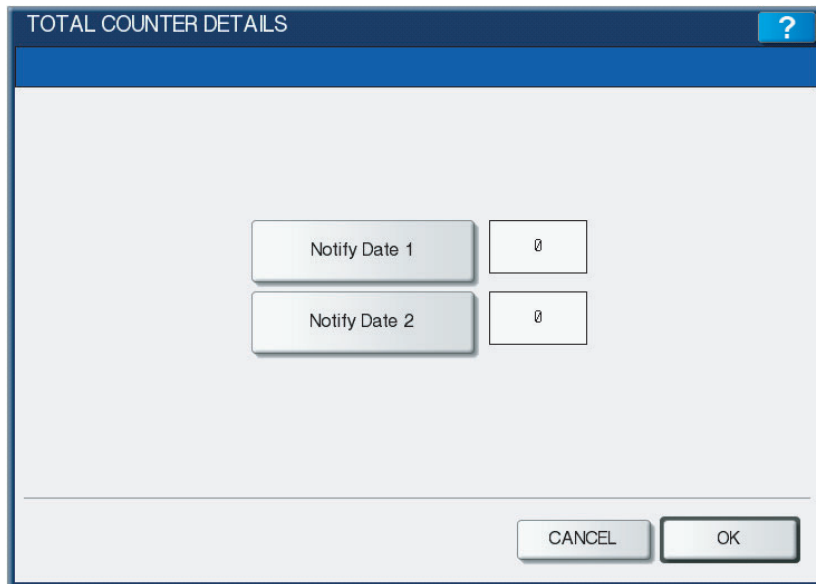 TOTAL COUNTER DETAILS
?
Notify Date 1
0
Notify Date 2
0
CANCEL
OK